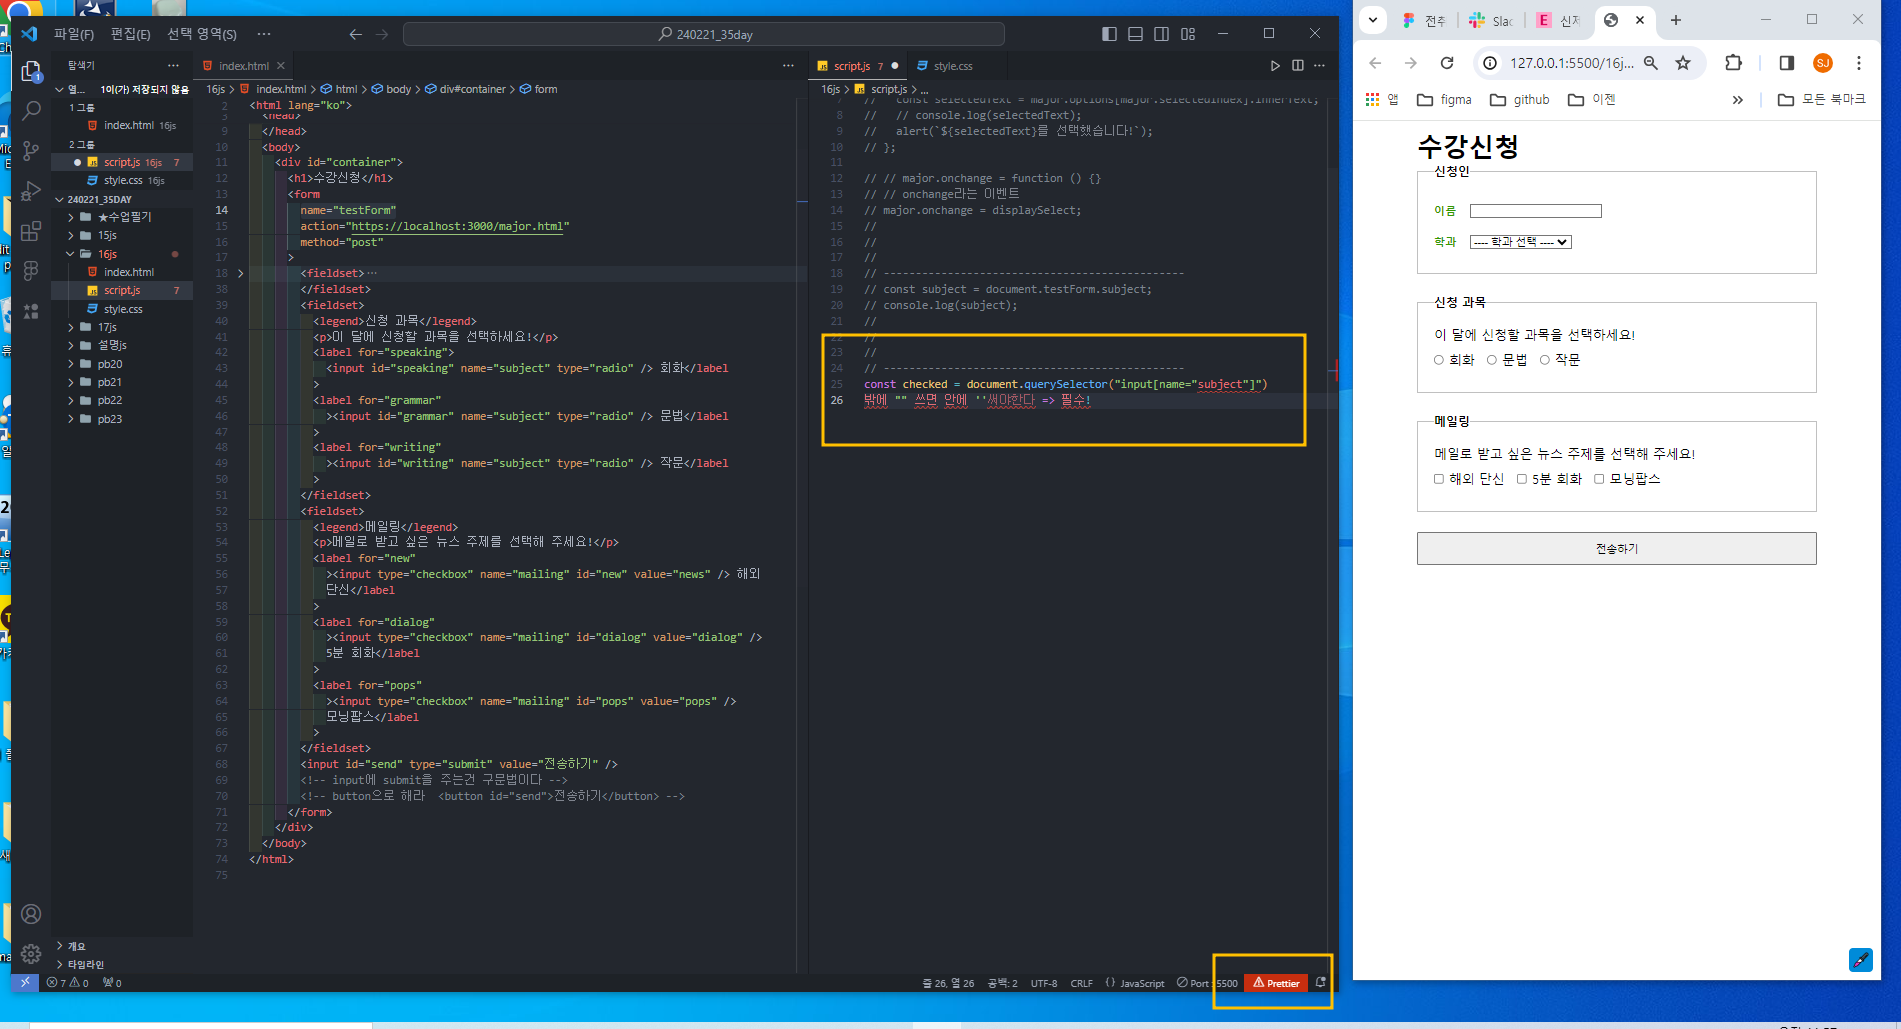 파일(F) 편집(E) 선택 영역(S) ···
240221_35day
탐색기 ···
열... 1이(가) 저장되지 않음
1 그룹
index.html 16js
2 그룹
script.js 16js 7
style.css 16js
240221_35DAY
★수업필기
15js
16js
index.html
script.js 7
style.css
17js
설명js
pb20
pb21
pb22
pb23
개요
타임라인
index.html
16js > index.html > html > body > div#container > form
2 <html lang="ko">
3 <head>
9 </head>
10 <body>
11 <div id="container">
12 <h1>수강신청</h1>
13 <form
14 name="testForm"
15 action="https://localhost:3000/major.html"
16 method="post"
17 >
18 <fieldset>···
38 </fieldset>
39 <fieldset>
40 <legend>신청 과목</legend>
41 <p>이 달에 신청할 과목을 선택하세요!</p>
42 <label for="speaking">
43 <input id="speaking" name="subject" type="radio" /> 회화</label
44 >
45 <label for="grammar"
46 ><input id="grammar" name="subject" type="radio" /> 문법</label
47 >
48 <label for="writing"
49 ><input id="writing" name="subject" type="radio" /> 작문</label
50 >
51 </fieldset>
52 <fieldset>
53 <legend>메일링</legend>
54 <p>메일로 받고 싶은 뉴스 주제를 선택해 주세요!</p>
55 <label for="new"
56 ><input type="checkbox" name="mailing" id="new" value="news" /> 해외
57 단신</label
58 >
59 <label for="dialog"
60 ><input type="checkbox" name="mailing" id="dialog" value="dialog" />
61 5분 회화</label
62 >
63 <label for="pops"
64 ><input type="checkbox" name="mailing" id="pops" value="pops" />
65 모닝팝스</label
66 >
67 </fieldset>
68 <input id="send" type="submit" value="전송하기" />
69 <!-- input에 submit을 주는건 구문법이다 -->
70 <!-- button으로 해라 <button id="send">전송하기</button> -->
71 </form>
72 </div>
73 </body>
74 </html>
75
script.js 7 style.css
16js > script.js > ...
7 // const selectedText = major.options[major.selectedIndex].innerText;
8 // // console.log(selectedText);
9 // alert(`${selectedText}를 선택했습니다!`);
10 // };
11
12 // // major.onchange = function () {}
13 // // onchange라는 이벤트
14 // major.onchange = displaySelect;
15 //
16 //
17 //
18 // -----------------------------------------------
19 // const subject = document.testForm.subject;
20 // console.log(subject);
21 //
22 //
23 //
24 // -----------------------------------------------
25 const checked = document.querySelector("input[name="subject"]")
26 밖에 "" 쓰면 안에 ''써야한다 => 필수!
7 0 0
줄 26, 열 26 공백: 2 UTF-8 CRLF {} JavaScript Port : 5500 Prettier
전추 Slac E 신저
127.0.0.1:5500/16j... SJ
앱 figma github 이젠 » 모든 북마크
수강신청
신청인
이름
학과 ---- 학과 선택 ----
신청 과목
이 달에 신청할 과목을 선택하세요!
회화 문법 작문
메일링
메일로 받고 싶은 뉴스 주제를 선택해 주세요!
해외 단신 5분 회화 모닝팝스
전송하기